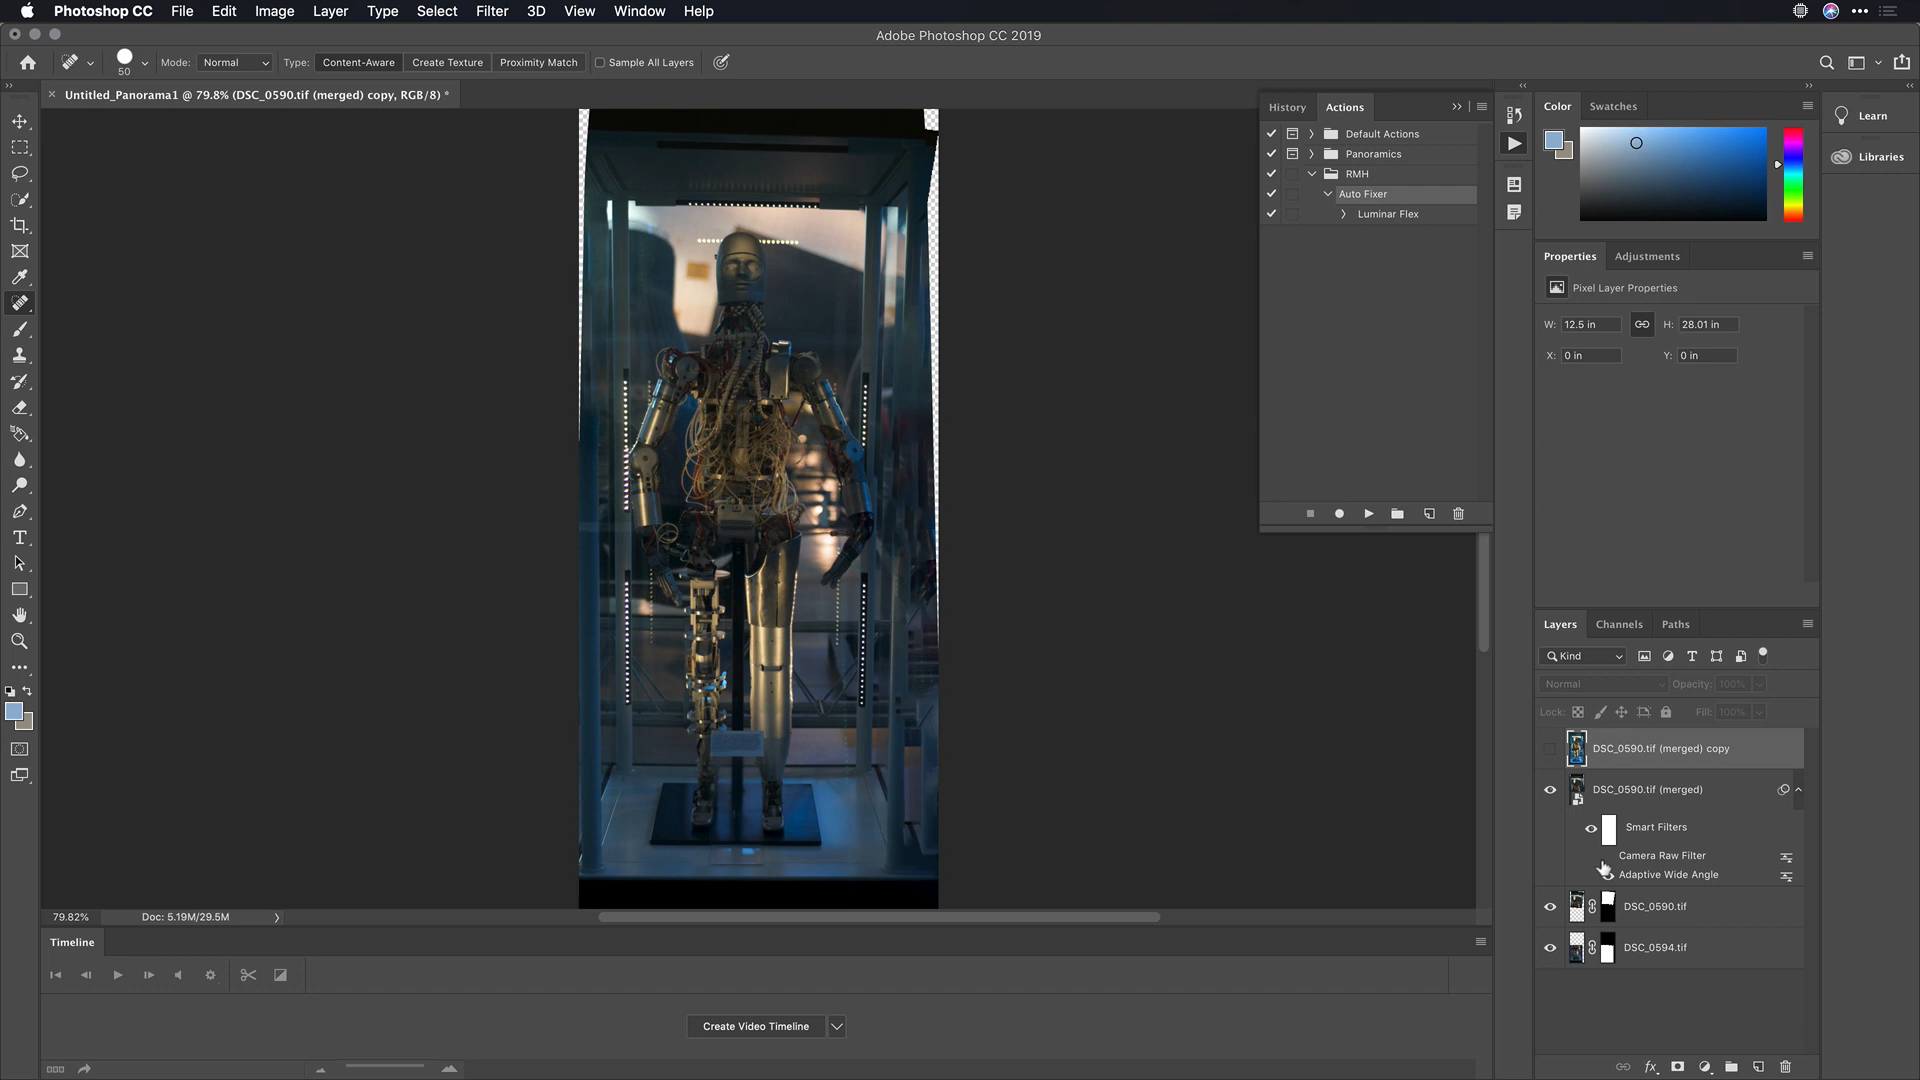 Photoshop CC File Edit Image Layer Type Select Filter 3D View Window Help
Adobe Photoshop CC 2019
50 Mode: Normal Type: Content-Aware Create Texture Proximity Match Sample All Layers
Untitled_Panorama1 @ 79.8% (DSC_0590.tif (merged) copy, RGB/8) *
History Actions
Default Actions
Panoramics
RMH
Auto Fixer
Luminar Flex
Color Swatches
Learn
Libraries
Properties Adjustments
Pixel Layer Properties
W: 12.5 in H: 28.01 in
X: 0 in Y: 0 in
Layers Channels Paths
Kind
Normal Opacity: 100%
Lock: Fill: 100%
DSC_0590.tif (merged) copy
DSC_0590.tif (merged)
Smart Filters
Camera Raw Filter
Adaptive Wide Angle
DSC_0590.tif
DSC_0594.tif
fx
79.82% Doc: 5.19M/29.5M
Timeline
Create Video Timeline